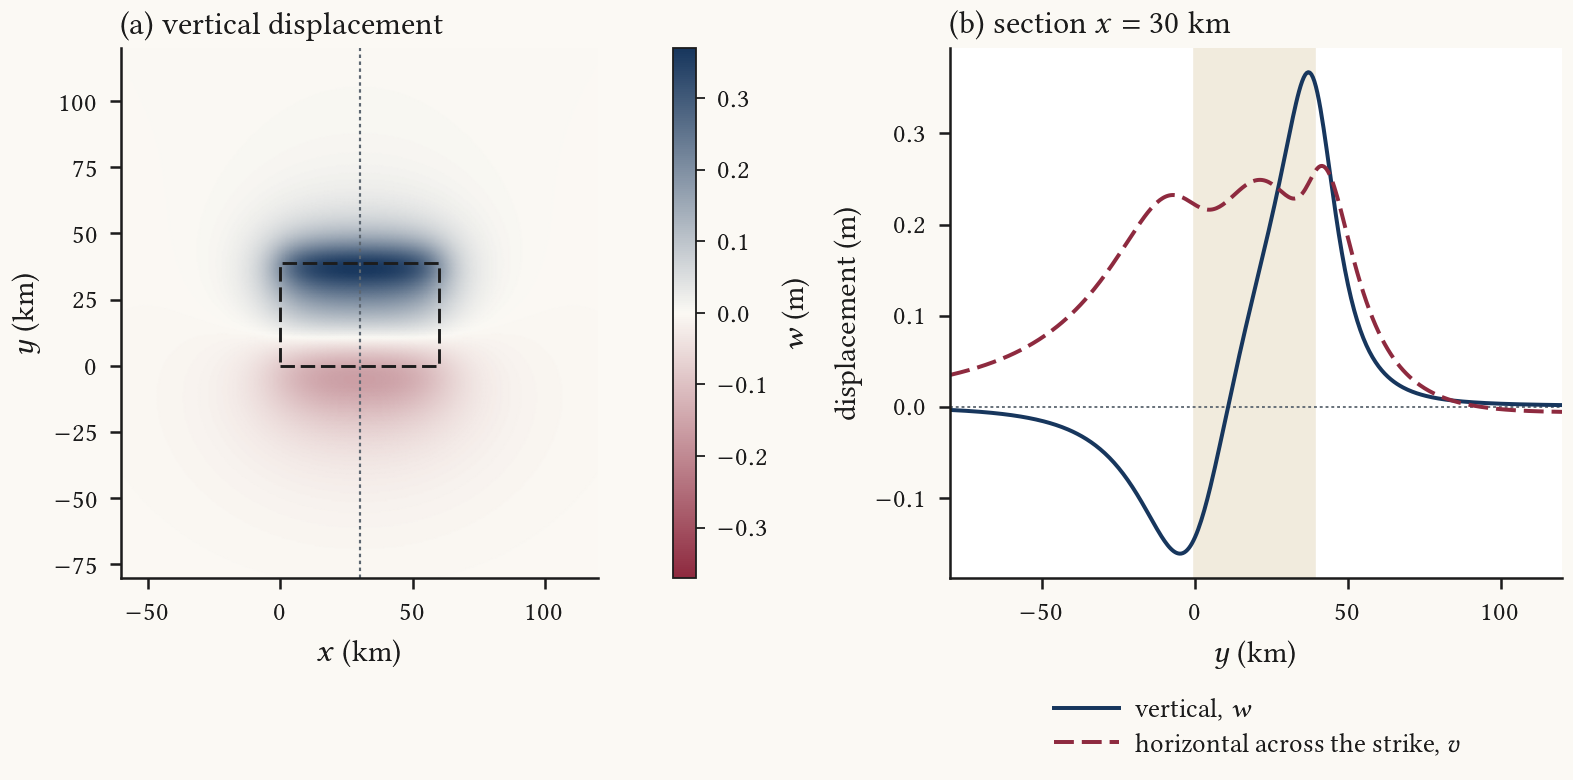 (a) vertical displacement
100
75
50
25
0
−25
−50
−75
y (km)
−50 0 50 100
x (km)
0.3
0.2
0.1
0.0
−0.1
−0.2
−0.3
w (m)
(b) section x = 30 km
0.3
0.2
0.1
0.0
−0.1
displacement (m)
−50 0 50 100
y (km)
vertical, w
horizontal across the strike, v